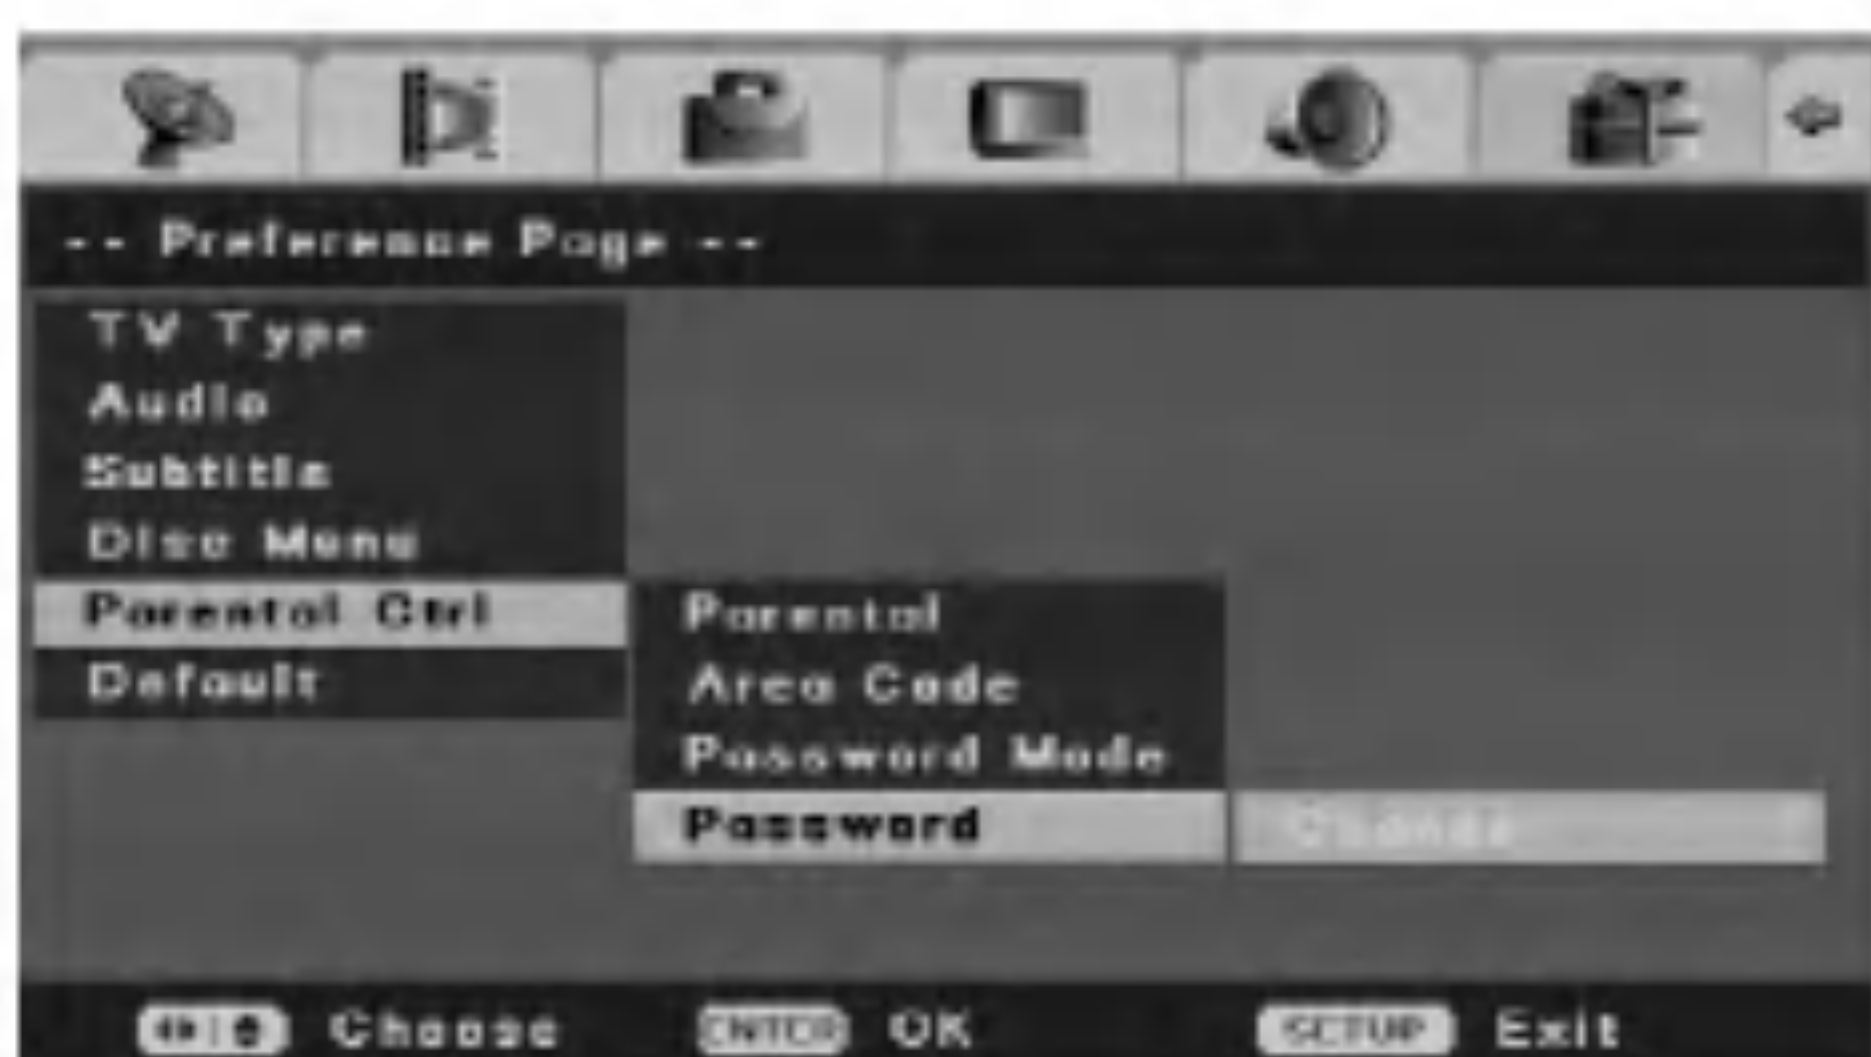 -- Preference Page --
TV Type
Audio
Subtitle
Disc Menu
Parental Ctrl
Parental
Default
Area Code
Password Mode
Password
Change
Choose
ENTER OK
SETUP Exit